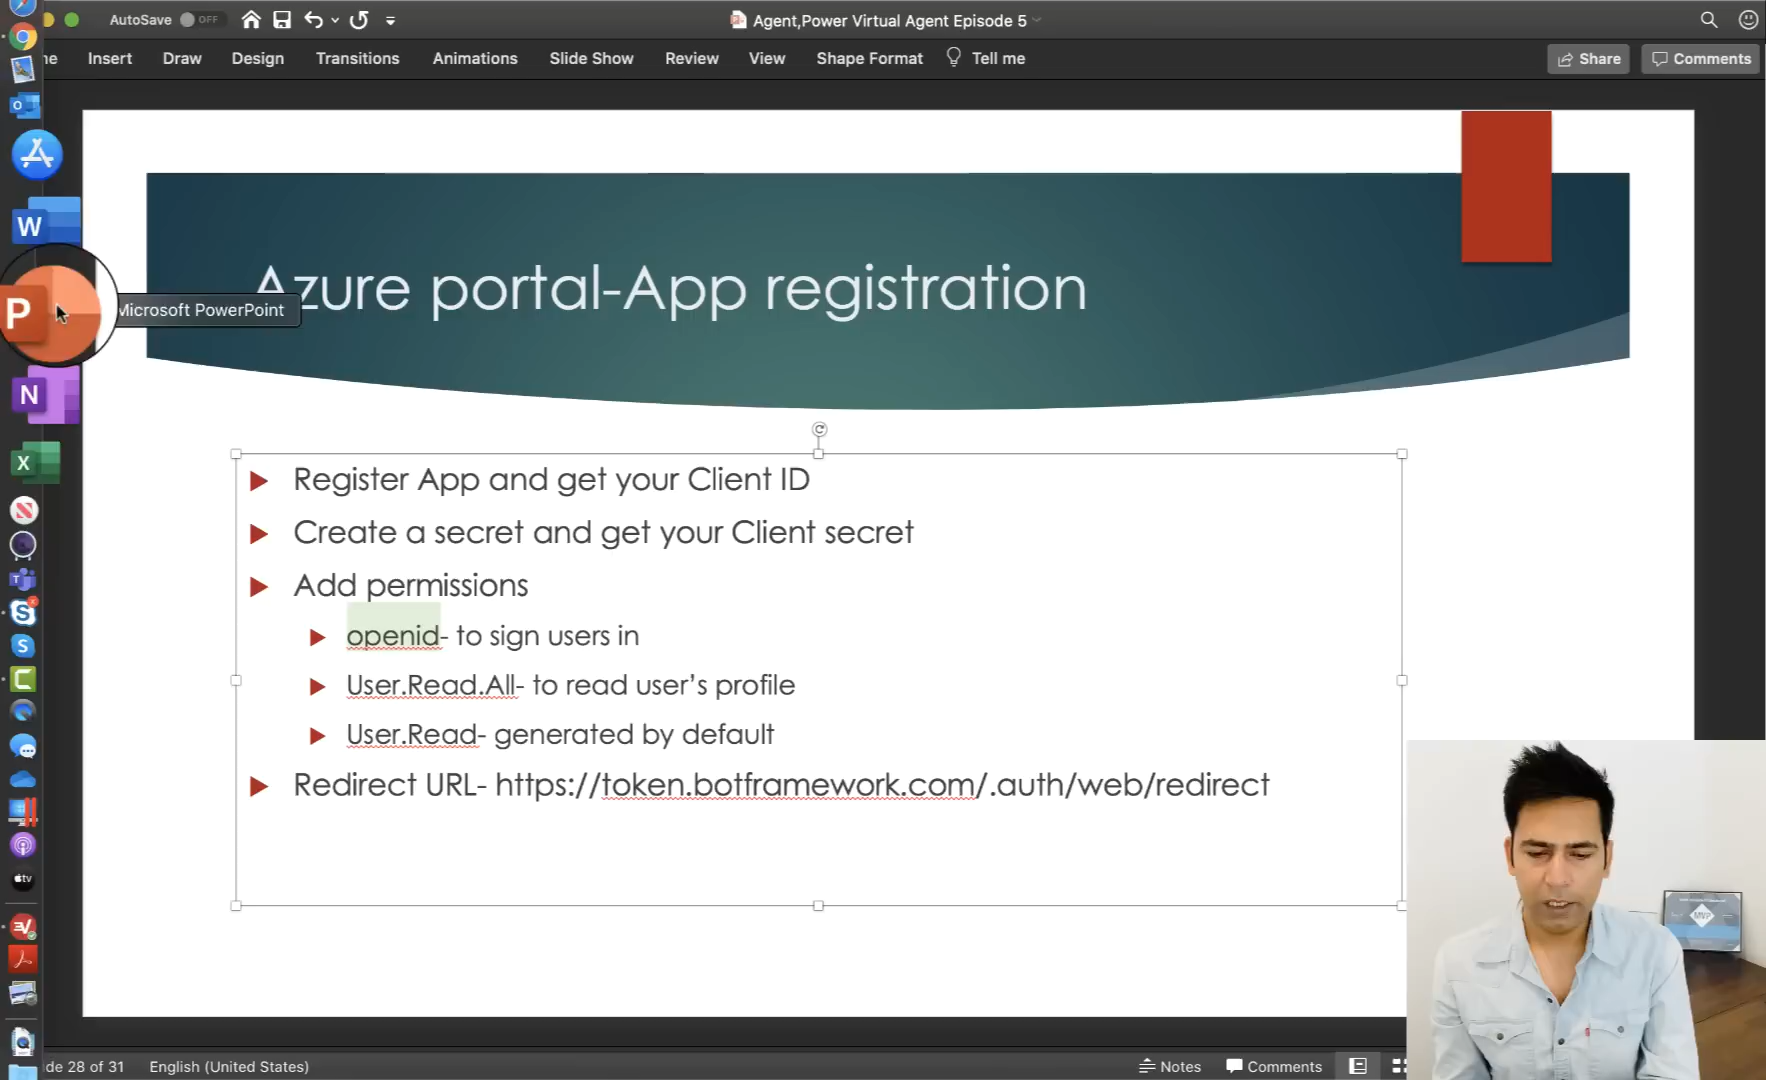 AutoSave OFF
Agent,Power Virtual Agent Episode 5
Insert Draw Design Transitions Animations Slide Show Review View Shape Format Tell me
Share Comments
Azure portal-App registration
Microsoft PowerPoint
Register App and get your Client ID
Create a secret and get your Client secret
Add permissions
openid- to sign users in
User.Read.All- to read user’s profile
User.Read- generated by default
Redirect URL- https://token.botframework.com/.auth/web/redirect
W
P
N
X
tv
MVP
de 28 of 31 English (United States) Notes Comments